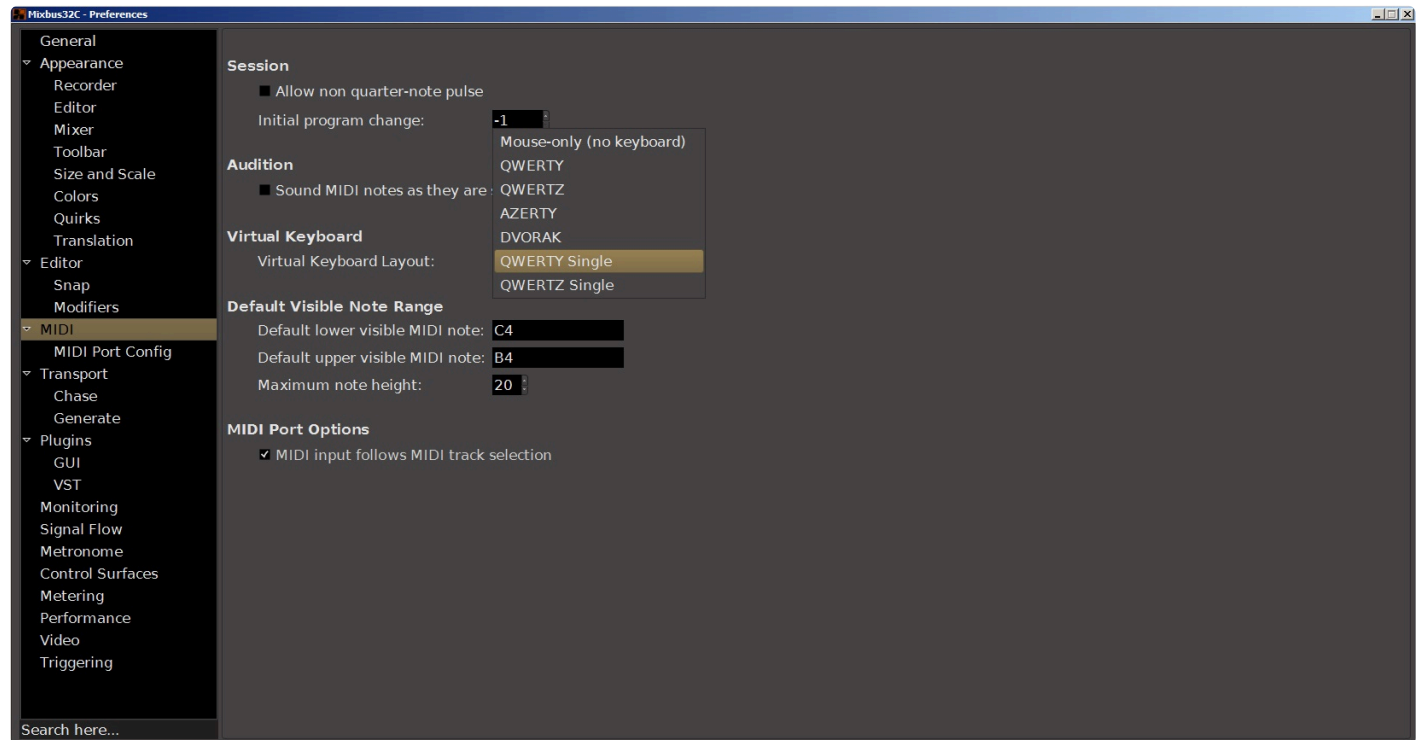 Mixbus32C - Preferences
General
Appearance
Recorder
Editor
Mixer
Toolbar
Size and Scale
Colors
Quirks
Translation
Editor
Snap
Modifiers
MIDI
MIDI Port Config
Transport
Chase
Generate
Plugins
GUI
VST
Monitoring
Signal Flow
Metronome
Control Surfaces
Metering
Performance
Video
Triggering
Search here...
Session
Allow non quarter-note pulse
Initial program change: -1
Audition
Sound MIDI notes as they are
Virtual Keyboard
Virtual Keyboard Layout:
Mouse-only (no keyboard)
QWERTY
QWERTZ
AZERTY
DVORAK
QWERTY Single
QWERTZ Single
Default Visible Note Range
Default lower visible MIDI note: C4
Default upper visible MIDI note: B4
Maximum note height: 20
MIDI Port Options
MIDI input follows MIDI track selection